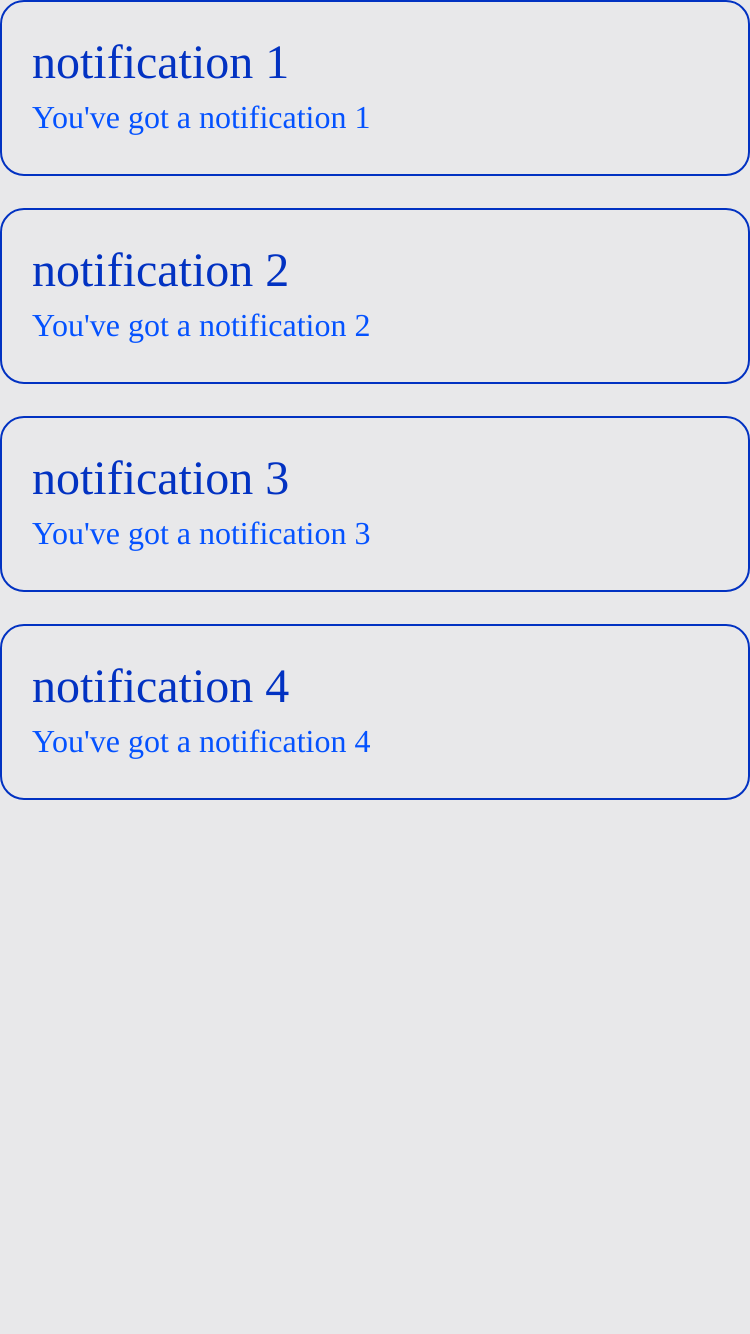 notification 1
You've got a notification 1
notification 2
You've got a notification 2
notification 3
You've got a notification 3
notification 4
You've got a notification 4